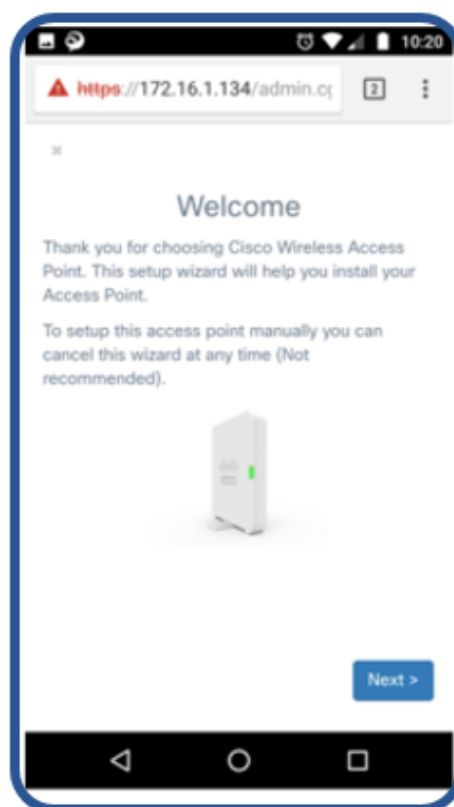 10:20
https://172.16.1.134/admin.cg
2
×
Welcome
Thank you for choosing Cisco Wireless Access
Point. This setup wizard will help you install your
Access Point.
To setup this access point manually you can
cancel this wizard at any time (Not
recommended).
Next >